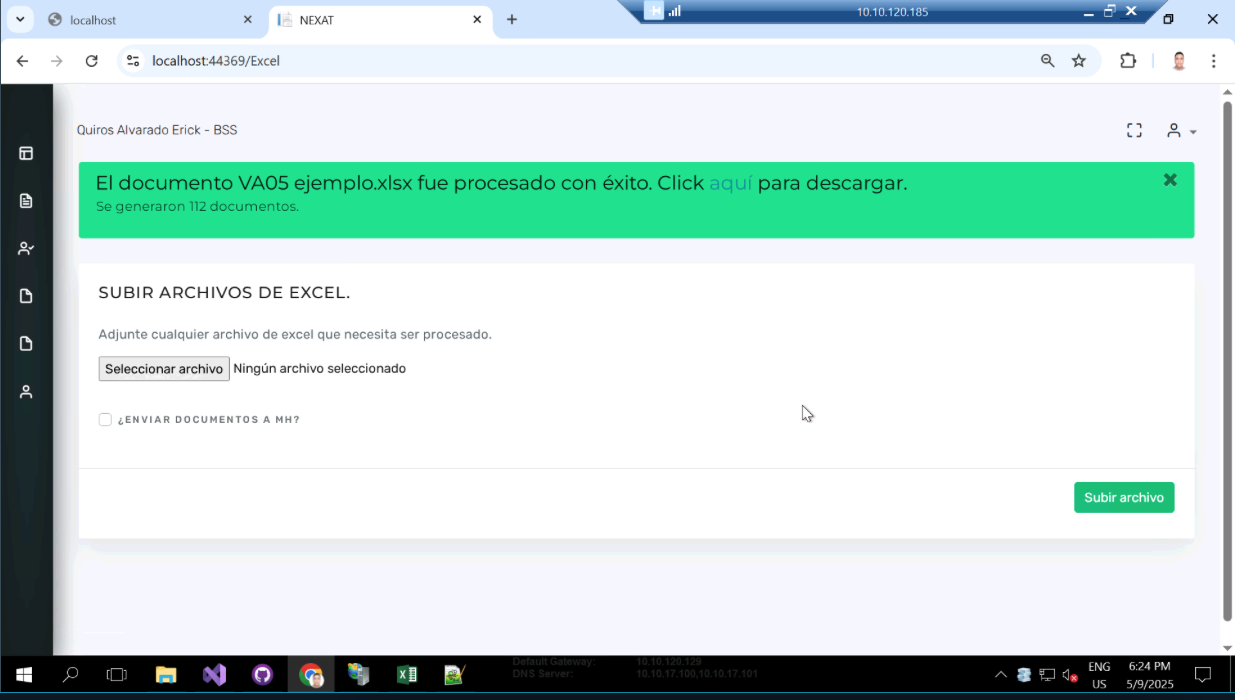 localhost
NEXAT
10.10.120.185
localhost:44369/Excel
Quiros Alvarado Erick - BSS
El documento VA05 ejemplo.xlsx fue procesado con éxito. Click aquí para descargar.
Se generaron 112 documentos.
SUBIR ARCHIVOS DE EXCEL.
Adjunte cualquier archivo de excel que necesita ser procesado.
Seleccionar archivo Ningún archivo seleccionado
¿ENVIAR DOCUMENTOS A MH?
Subir archivo
Default Gateway: 10.10.120.129
DNS Server: 10.10.17.100,10.10.17.101
ENG 6:24 PM
US 5/9/2025